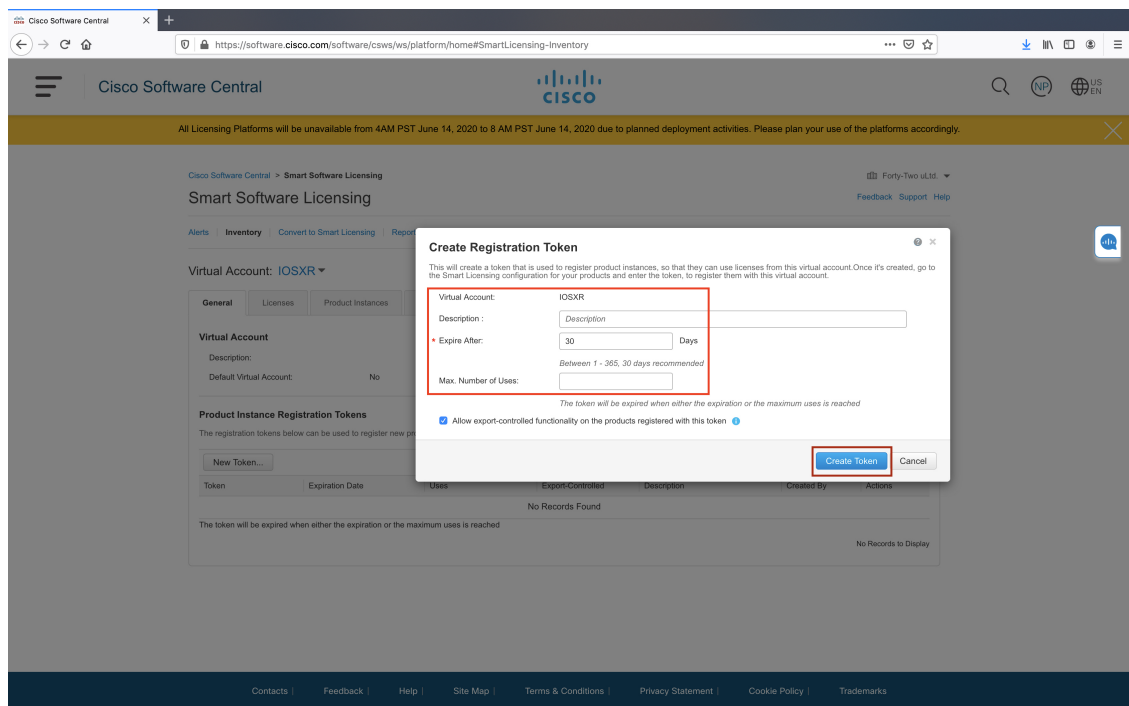 Cisco Software Central
https://software.cisco.com/software/csws/ws/platform/home#SmartLicensing-Inventory
Cisco Software Central
CISCO
NP
US
EN
All Licensing Platforms will be unavailable from 4AM PST June 14, 2020 to 8 AM PST June 14, 2020 due to planned deployment activities. Please plan your use of the platforms accordingly.
Cisco Software Central > Smart Software Licensing
Forty-Two uLtd.
Smart Software Licensing
Feedback Support Help
Alerts | Inventory | Convert to Smart Licensing | Repor
Virtual Account: IOSXR
General
Licenses
Product Instances
Virtual Account
Description:
Default Virtual Account: No
Product Instance Registration Tokens
The registration tokens below can be used to register new pr
New Token...
Token Expiration Date Uses Export-Controlled Description Created By Actions
No Records Found
The token will be expired when either the expiration or the maximum uses is reached
No Records to Display
Create Registration Token
This will create a token that is used to register product instances, so that they can use licenses from this virtual account.Once it's created, go to
the Smart Licensing configuration for your products and enter the token, to register them with this virtual account.
Virtual Account: IOSXR
Description : Description
* Expire After: 30 Days
Between 1 - 365, 30 days recommended
Max. Number of Uses:
The token will be expired when either the expiration or the maximum uses is reached
Allow export-controlled functionality on the products registered with this token
Create Token
Cancel
Contacts | Feedback | Help | Site Map | Terms & Conditions | Privacy Statement | Cookie Policy | Trademarks